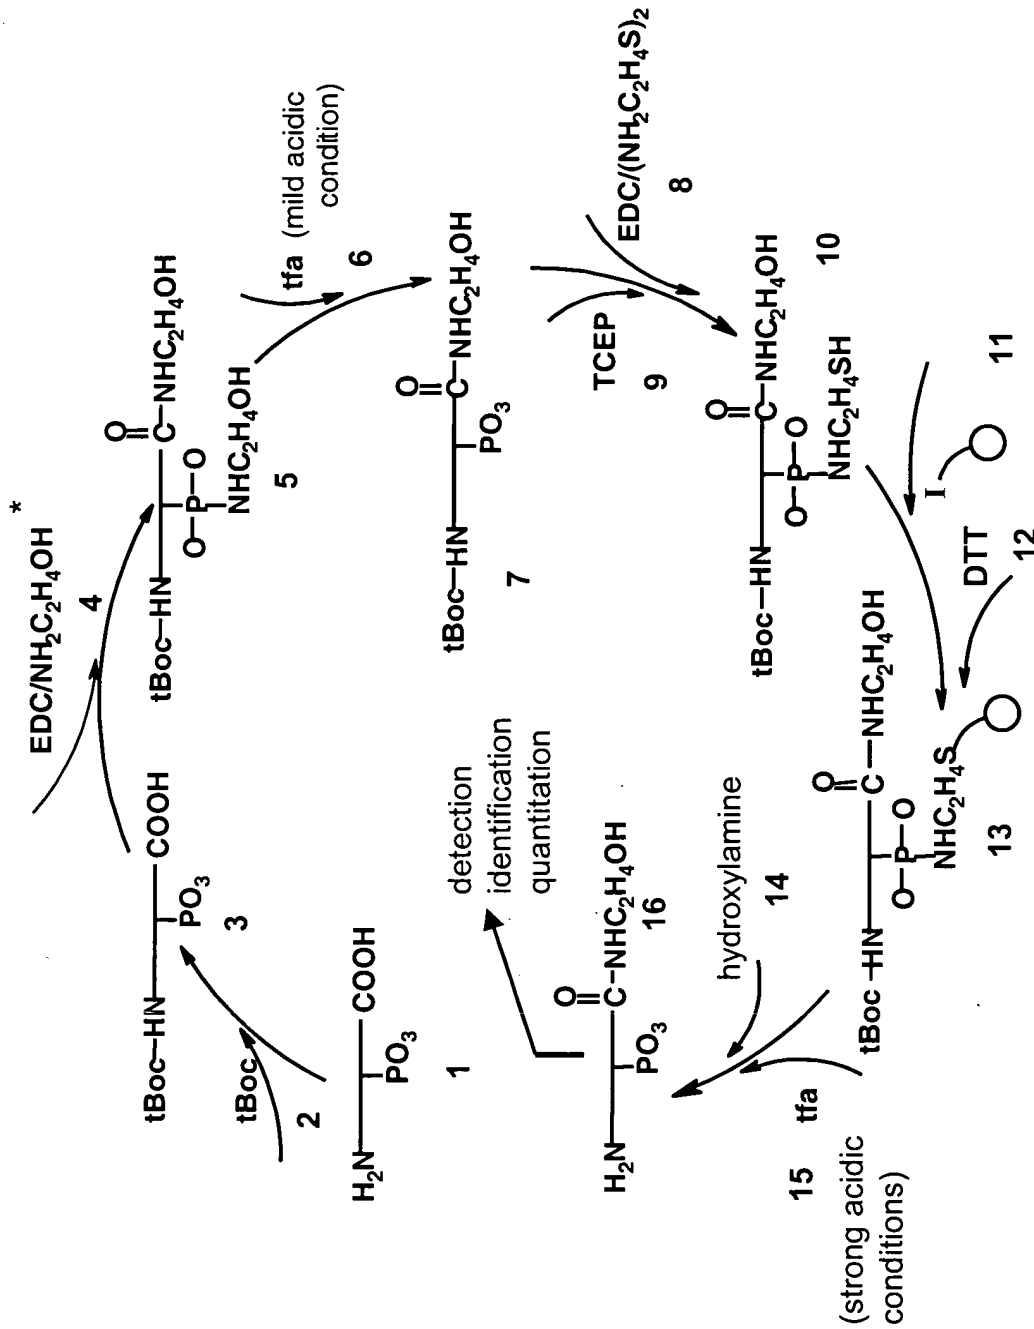 H₂N
COOH
PO₃
1
tBoc
2
tBoc–HN
COOH
PO₃
3
EDC/NH₂C₂H₄OH *
4
tBoc–HN
O
C–NHC₂H₄OH
O–P–O
NHC₂H₄OH
5
tfa (mild acidic
condition)
6
tBoc–HN
O
C–NHC₂H₄OH
PO₃
7
EDC/(NH₂C₂H₄S)₂
8
TCEP
9
tBoc–HN
O
C–NHC₂H₄OH
O–P–O
NHC₂H₄SH
10
11
I
DTT
12
tBoc–HN
O
C–NHC₂H₄OH
O–P–O
NHC₂H₄S
13
hydroxylamine
14
15 tfa
(strong acidic
conditions)
H₂N
O
C–NHC₂H₄OH
PO₃
16
detection
identification
quantitation